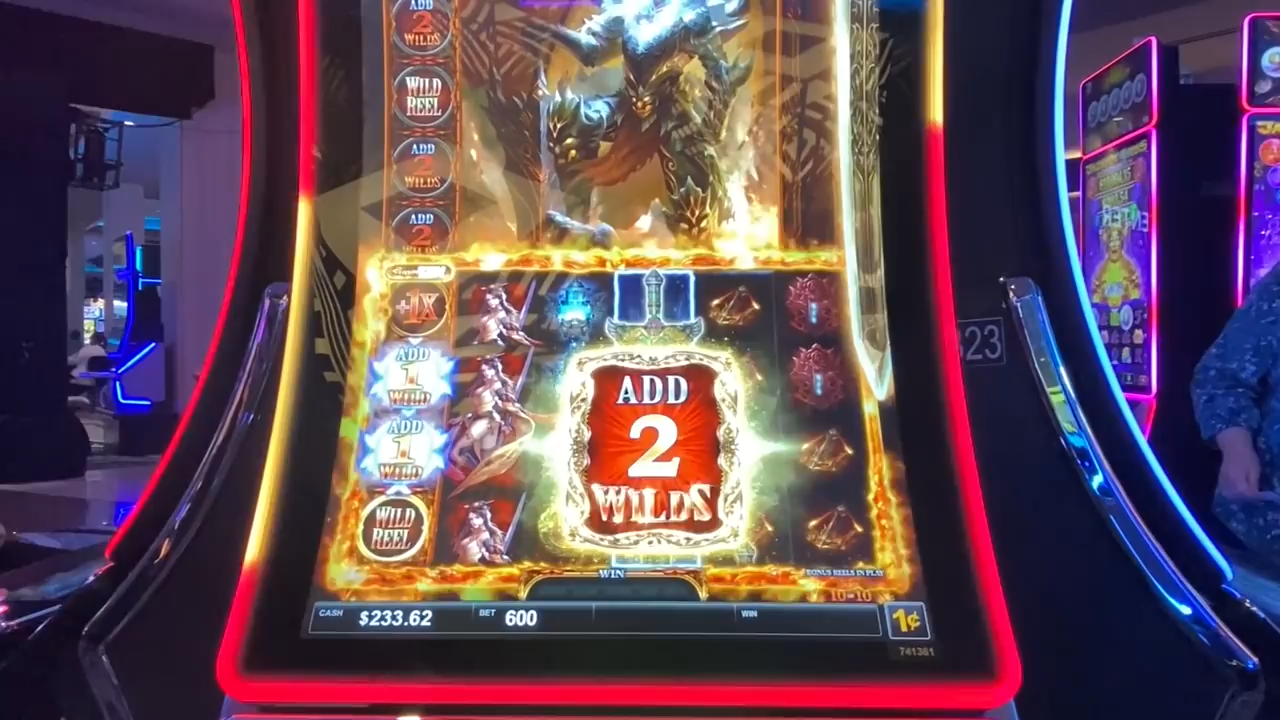 ADD
2
WILDS
WILD
REEL
ADD
2
WILDS
ADD
2
WILDS
+1X
ADD
1
WILD
ADD
1
WILD
WILD
REEL
ADD
2
WILDS
WIN
BONUS REELS IN PLAY
10-10
CASH $233.62 BET 600 WIN 1¢
741361
323